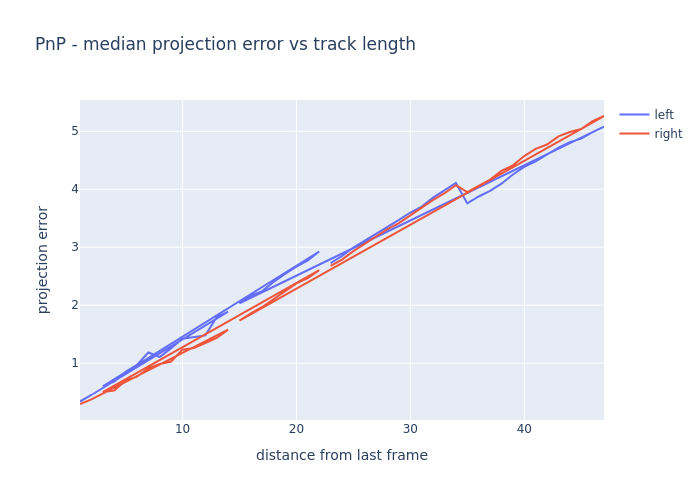 PnP - median projection error vs track length
left
right
projection error
5
4
3
2
1
10
20
30
40
distance from last frame